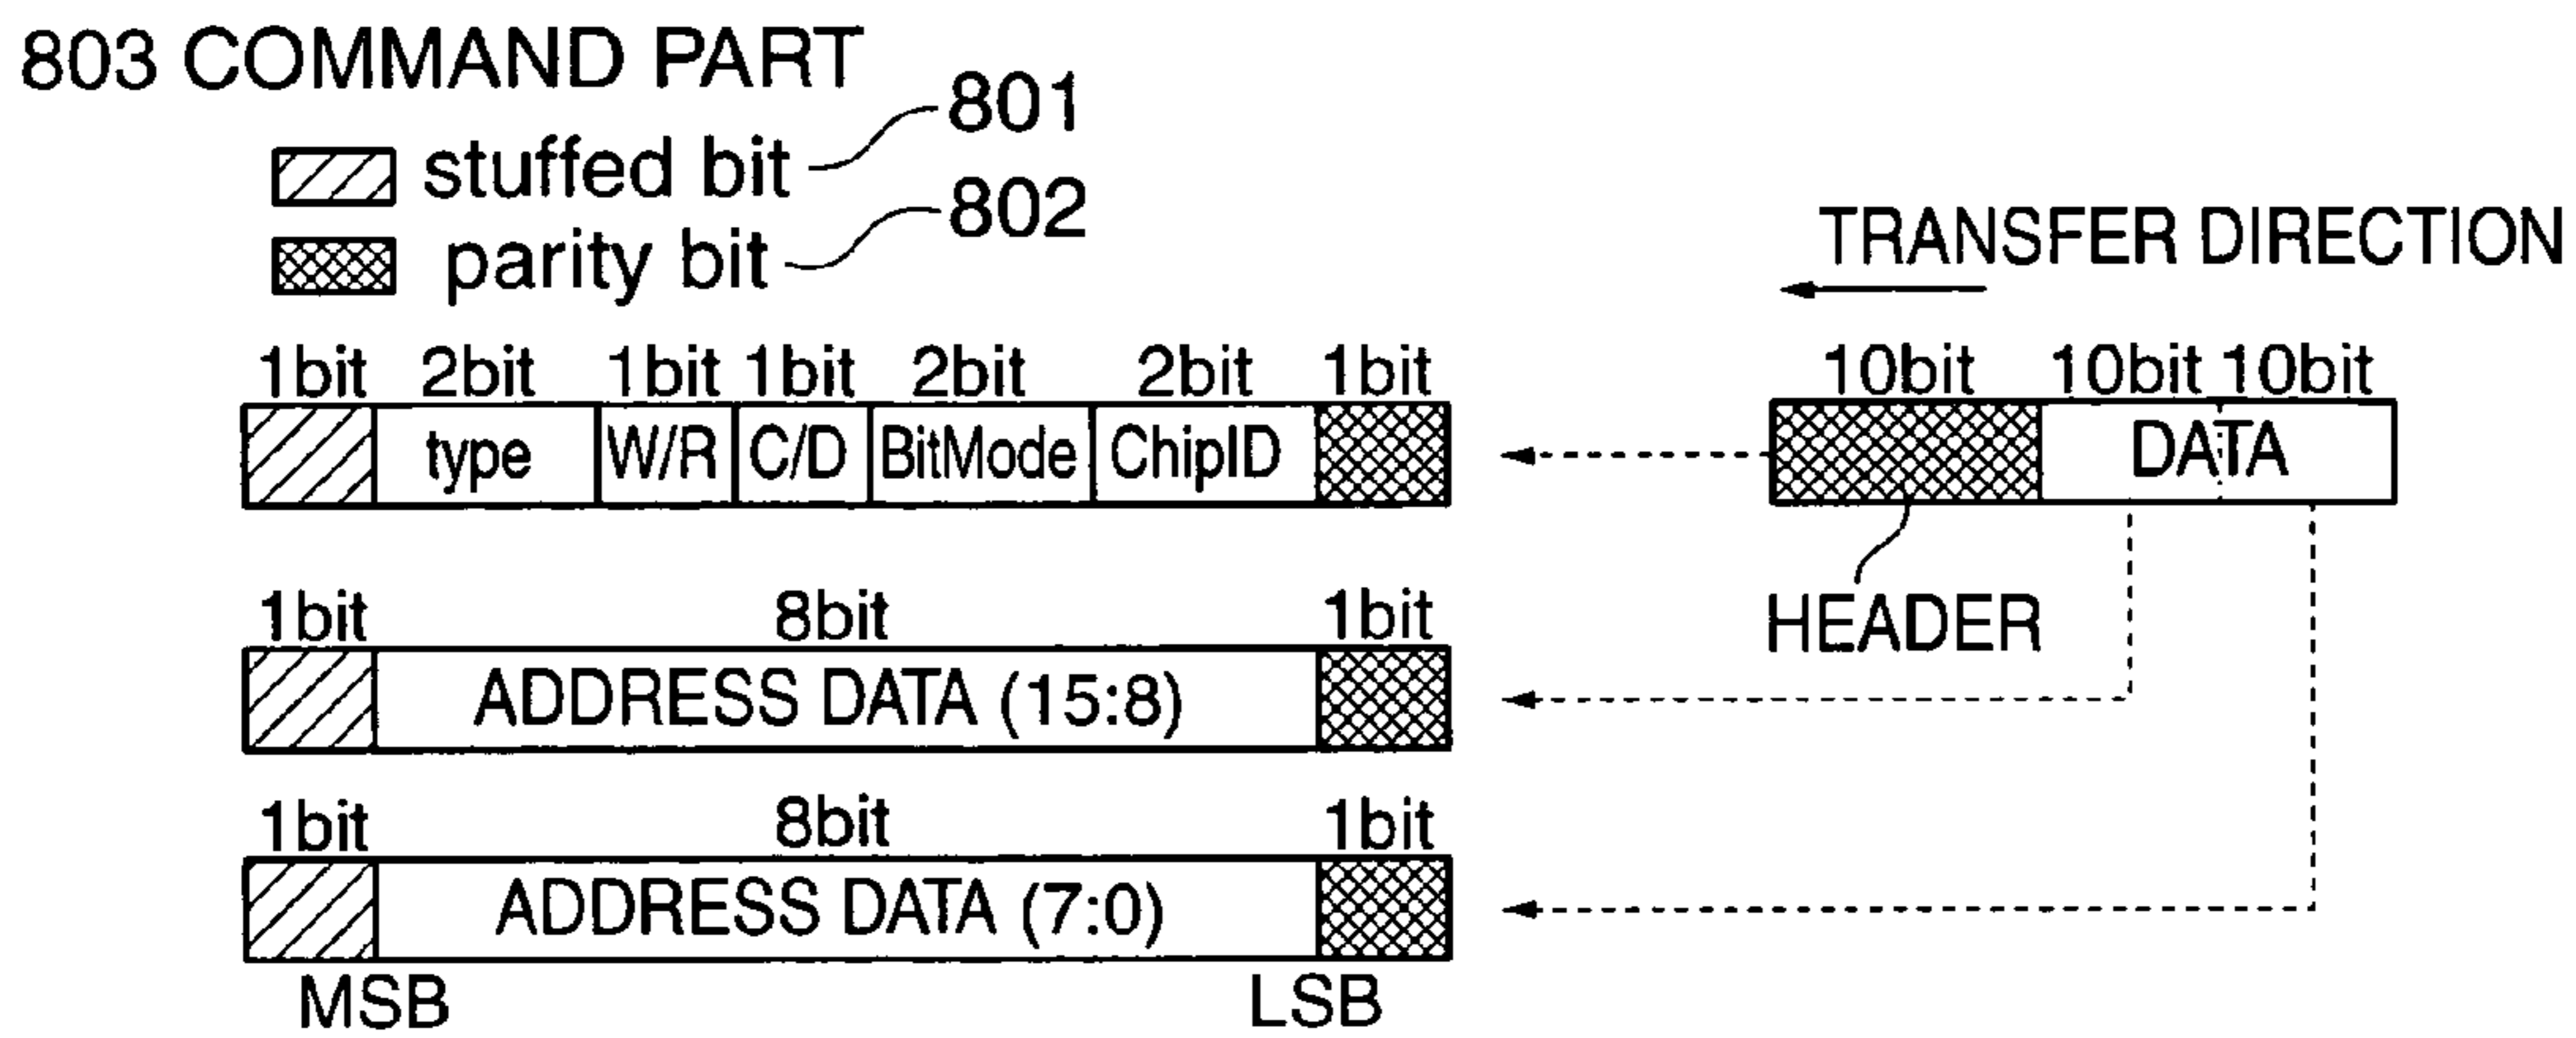 803 COMMAND PART
stuffed bit 801
parity bit 802
TRANSFER DIRECTION
1bit 2bit 1bit 1bit 2bit 2bit 1bit 10bit 10bit 10bit
type W/R C/D BitMode ChipID DATA
HEADER
1bit 8bit 1bit
ADDRESS DATA (15:8)
1bit 8bit 1bit
ADDRESS DATA (7:0)
MSB LSB